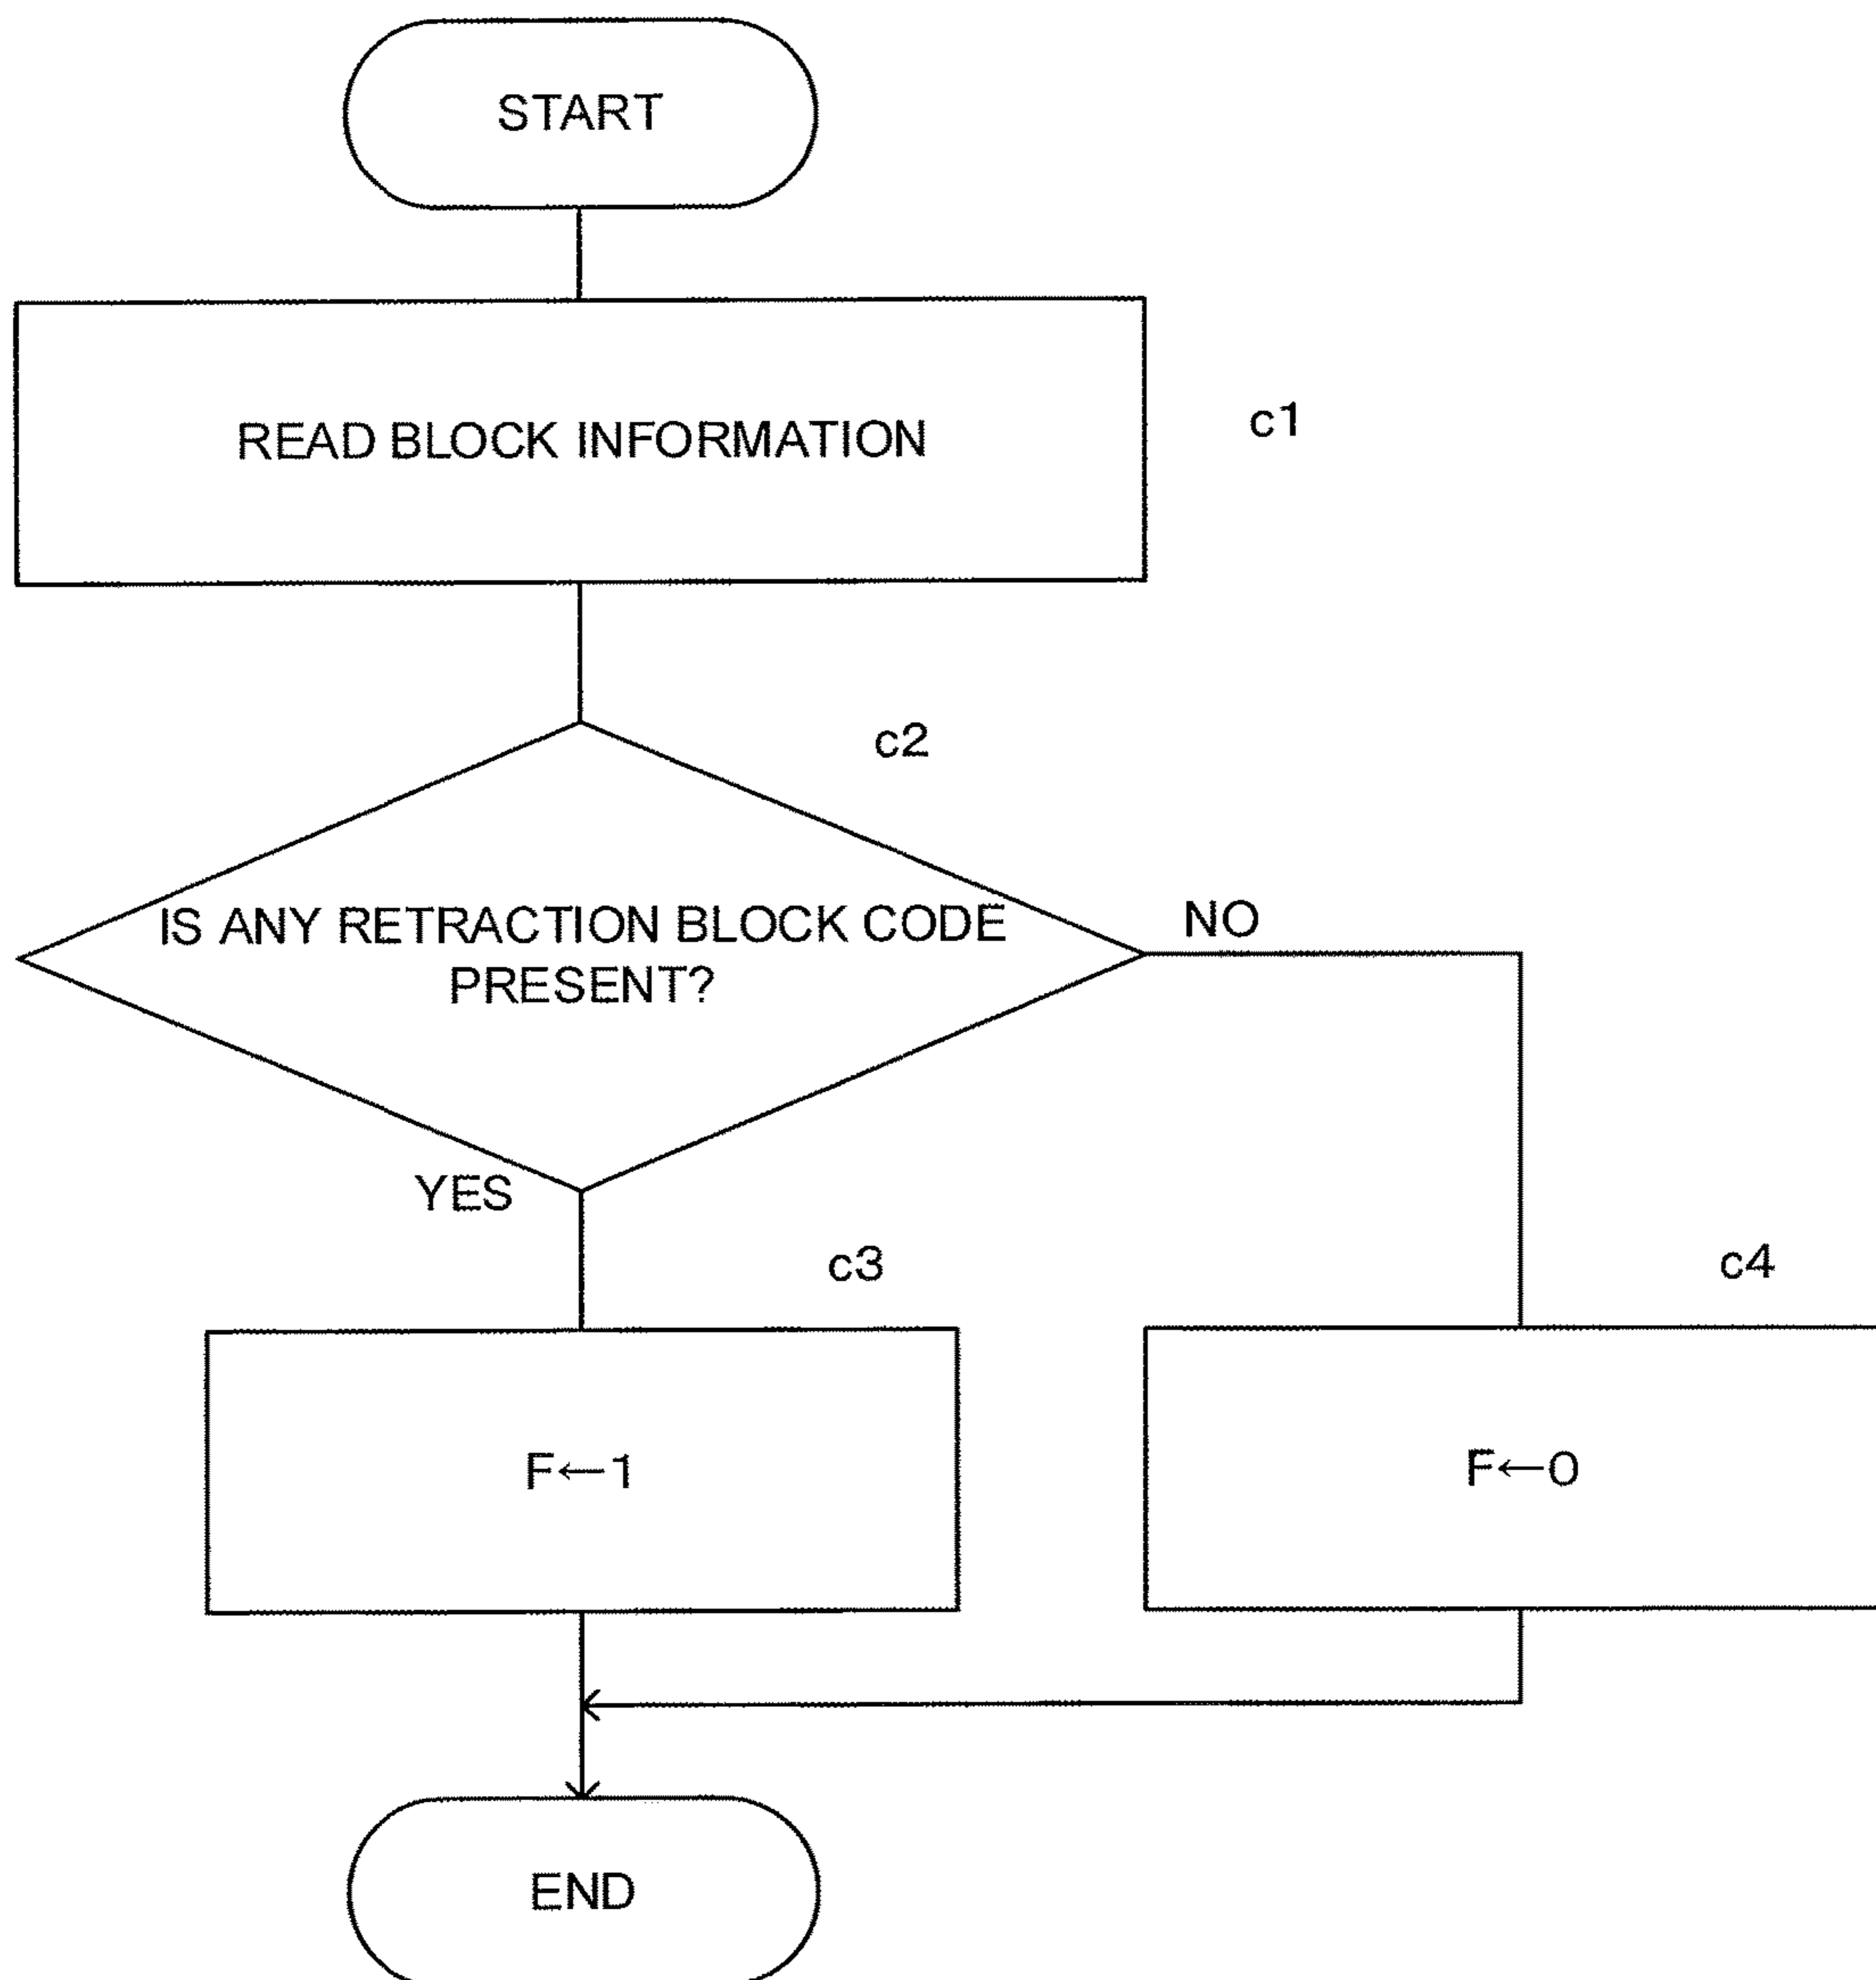 START
READ BLOCK INFORMATION
c1
c2
IS ANY RETRACTION BLOCK CODE
PRESENT?
NO
YES
c3
c4
F←1
F←0
END